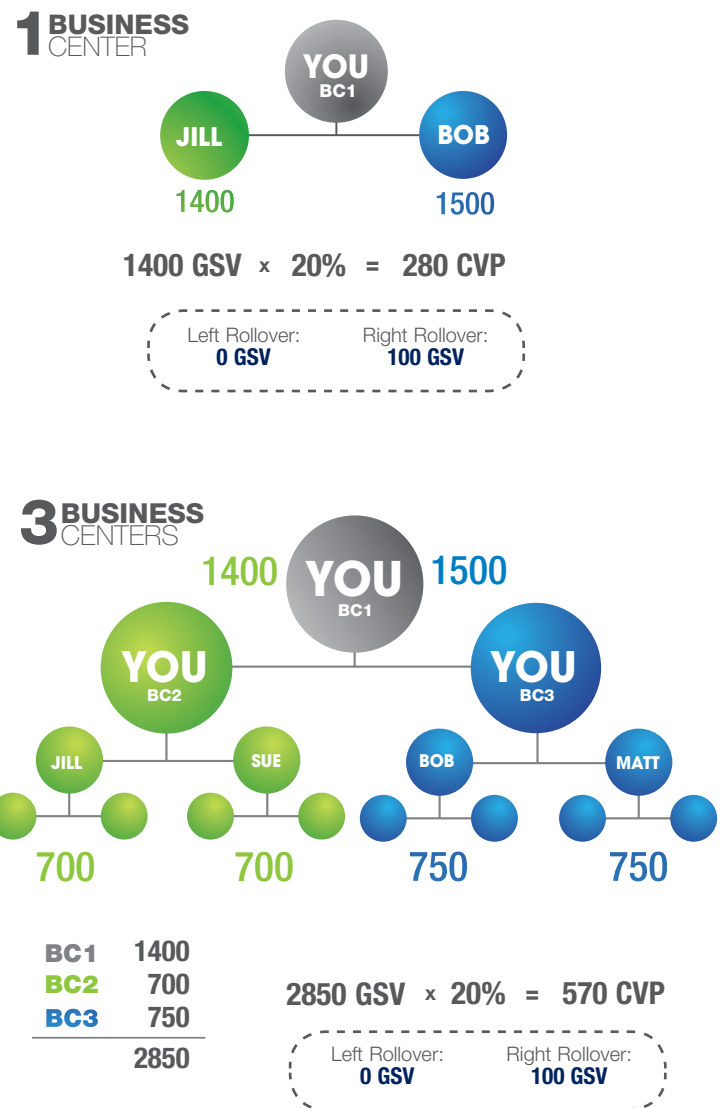 1 BUSINESS
CENTER
YOU
BC1
JILL
BOB
1400
1500
1400 GSV x 20% = 280 CVP
Left Rollover: Right Rollover:
0 GSV 100 GSV
3 BUSINESS
CENTERS
1400 YOU 1500
BC1
YOU YOU
BC2 BC3
JILL SUE BOB MATT
700 700 750 750
BC1 1400
BC2 700
BC3 750
2850
2850 GSV x 20% = 570 CVP
Left Rollover: Right Rollover:
0 GSV 100 GSV